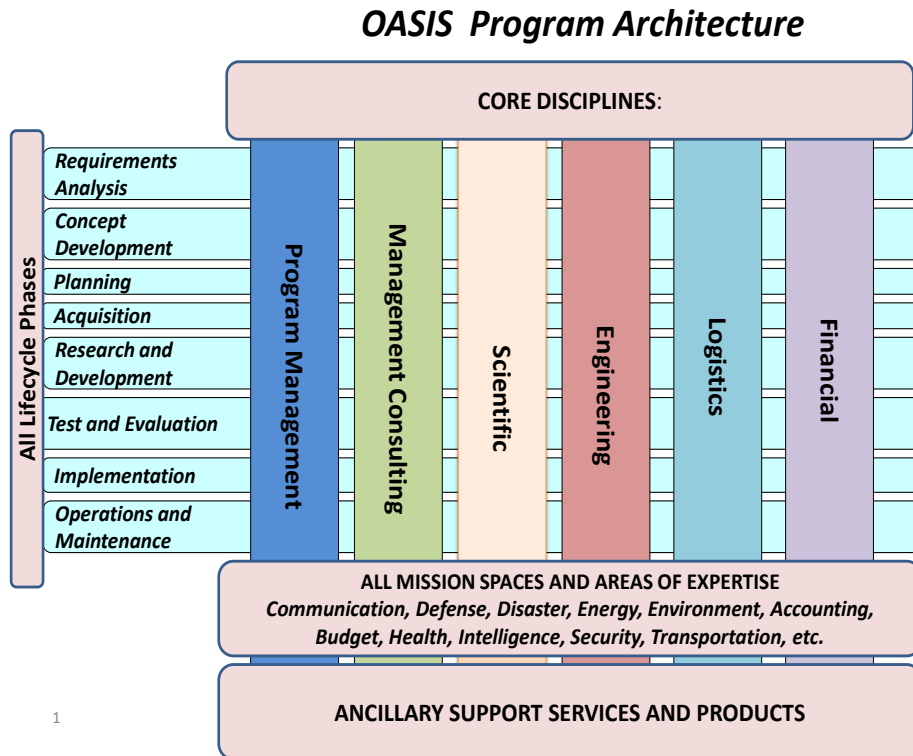 OASIS Program Architecture
CORE DISCIPLINES:
All Lifecycle Phases
Requirements
Analysis
Concept
Development
Planning
Acquisition
Research and
Development
Test and Evaluation
Implementation
Operations and
Maintenance
Program Management
Management Consulting
Scientific
Engineering
Logistics
Financial
ALL MISSION SPACES AND AREAS OF EXPERTISE
Communication, Defense, Disaster, Energy, Environment, Accounting,
Budget, Health, Intelligence, Security, Transportation, etc.
ANCILLARY SUPPORT SERVICES AND PRODUCTS
1